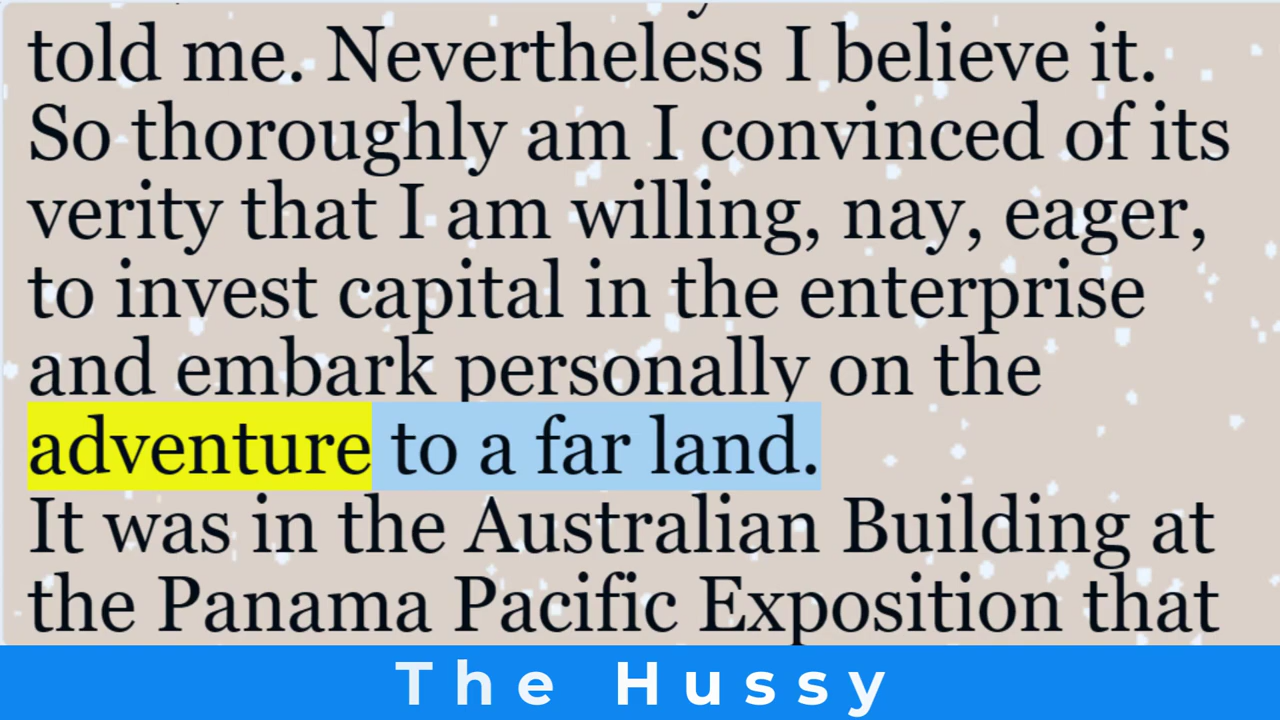 told me. Nevertheless I believe it.
So thoroughly am I convinced of its
verity that I am willing, nay, eager,
to invest capital in the enterprise
and embark personally on the
adventure to a far land.
It was in the Australian Building at
the Panama Pacific Exposition that
The Hussy